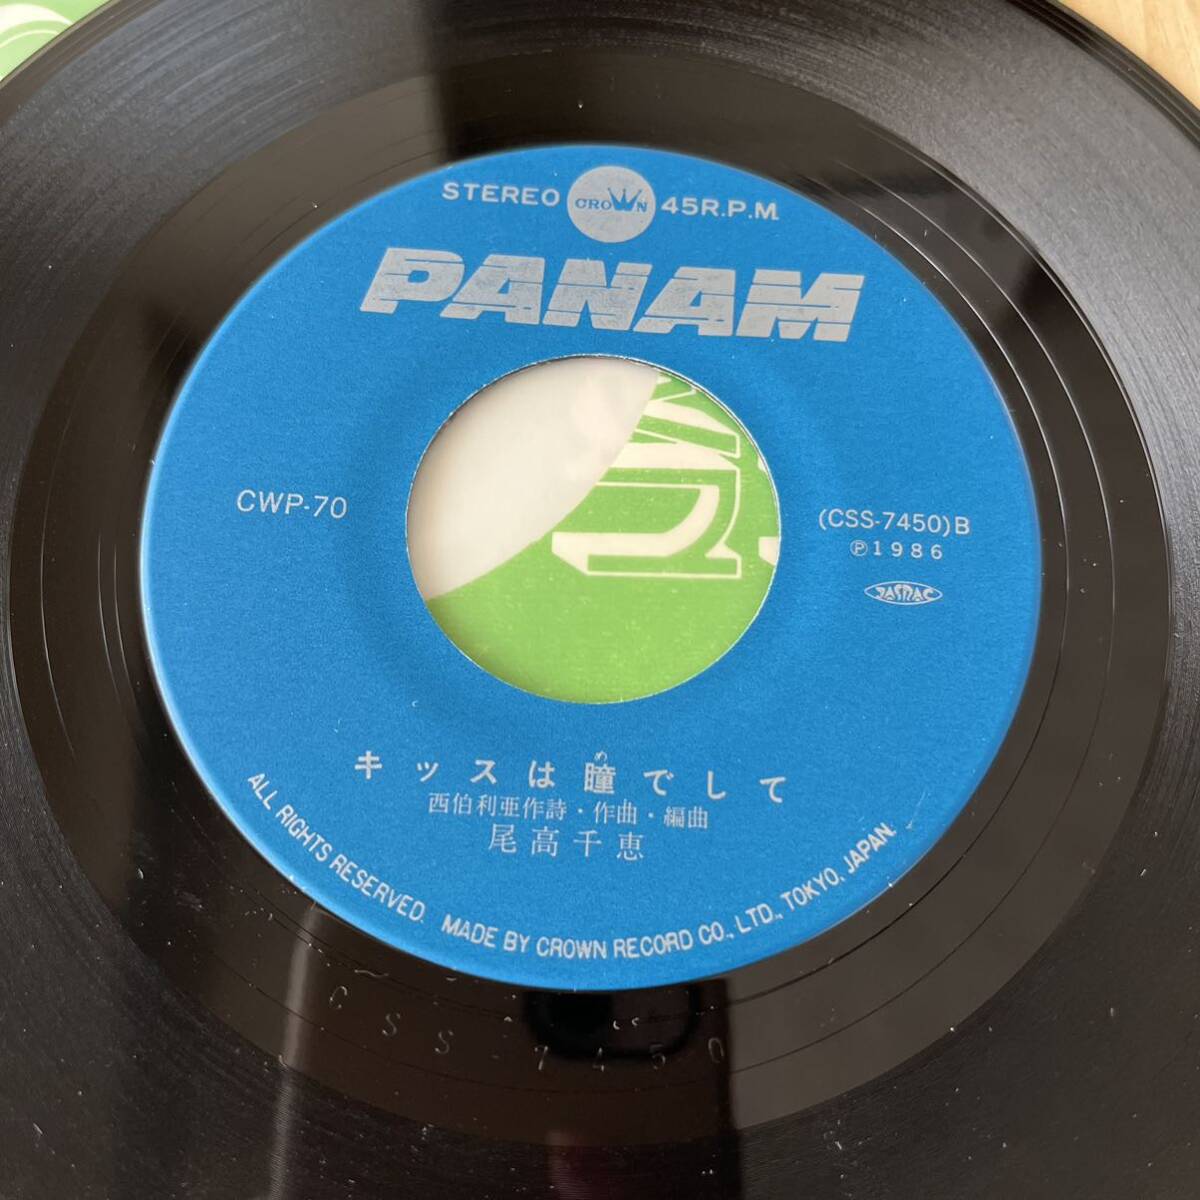 STEREO CROWN 45R.P.M.
PANAM
CWP-70
(CSS-7450)B
Ⓟ1986
JASRAC
キッスは瞳でして
め
西伯利亜作詩・作曲・編曲
尾高千恵
ALL RIGHTS RESERVED. MADE BY CROWN RECORD CO., LTD., TOKYO, JAPAN.
CSS-7450